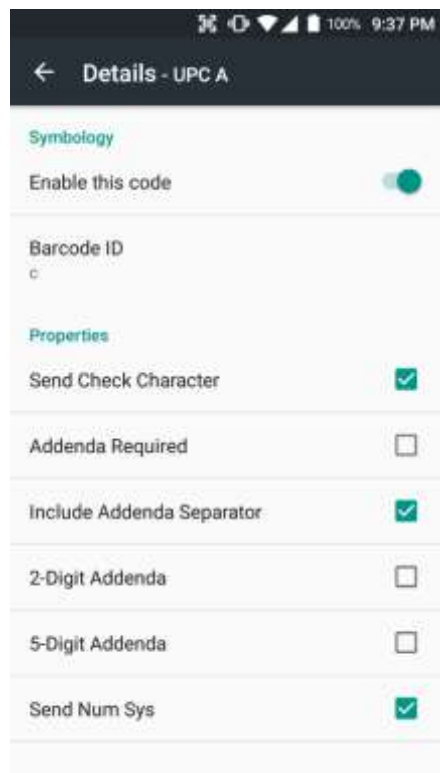 100% 9:37 PM
Details - UPC A
Symbology
Enable this code
Barcode ID
c
Properties
Send Check Character
Addenda Required
Include Addenda Separator
2-Digit Addenda
5-Digit Addenda
Send Num Sys